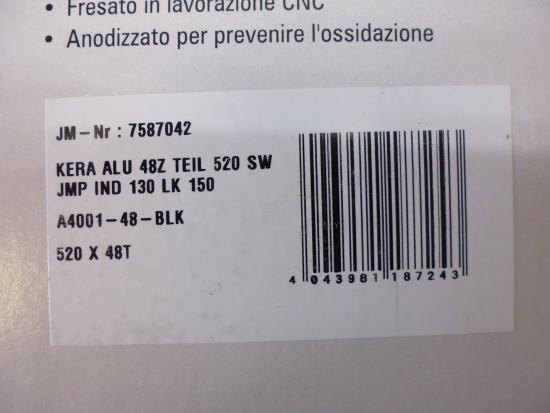 • Fresato in lavorazione CNC
• Anodizzato per prevenire l'ossidazione
JM-Nr : 7587042
KERA ALU 48Z TEIL 520 SW
JMP IND 130 LK 150
A4001-48-BLK
520 X 48T
4 043981 187243